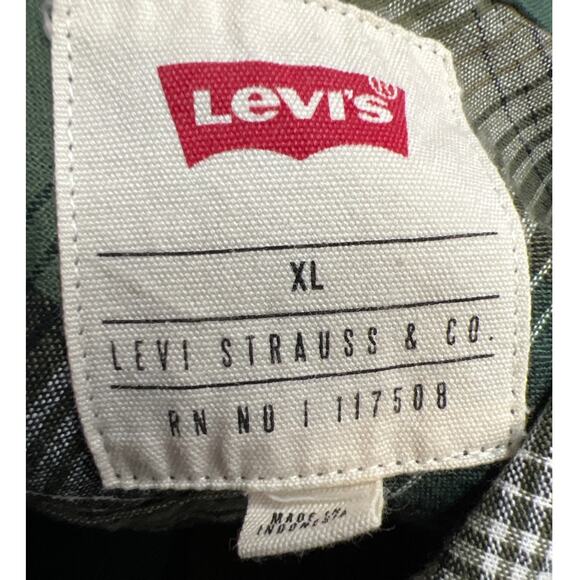 Levi's ®
XL
LEVI STRAUSS & CO.
RN NO | 117508
MADE IN
INDONESIA